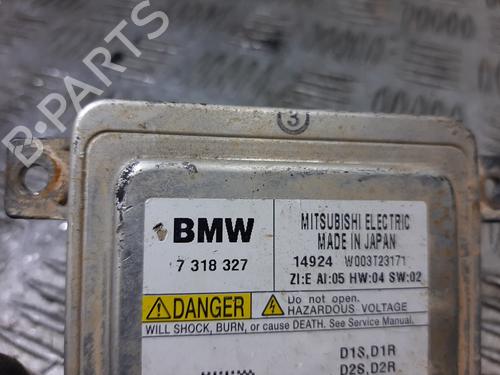 B-PARTS
3
BMW
7 318 327
MITSUBISHI ELECTRIC
MADE IN JAPAN
14924 W003T23171
ZI:E AI:05 HW:04 SW:02
DANGER
Do not open.
HAZARDOUS VOLTAGE
WILL SHOCK, BURN, or cause DEATH. See Service Manual.
D1S,D1R
D2S,D2R